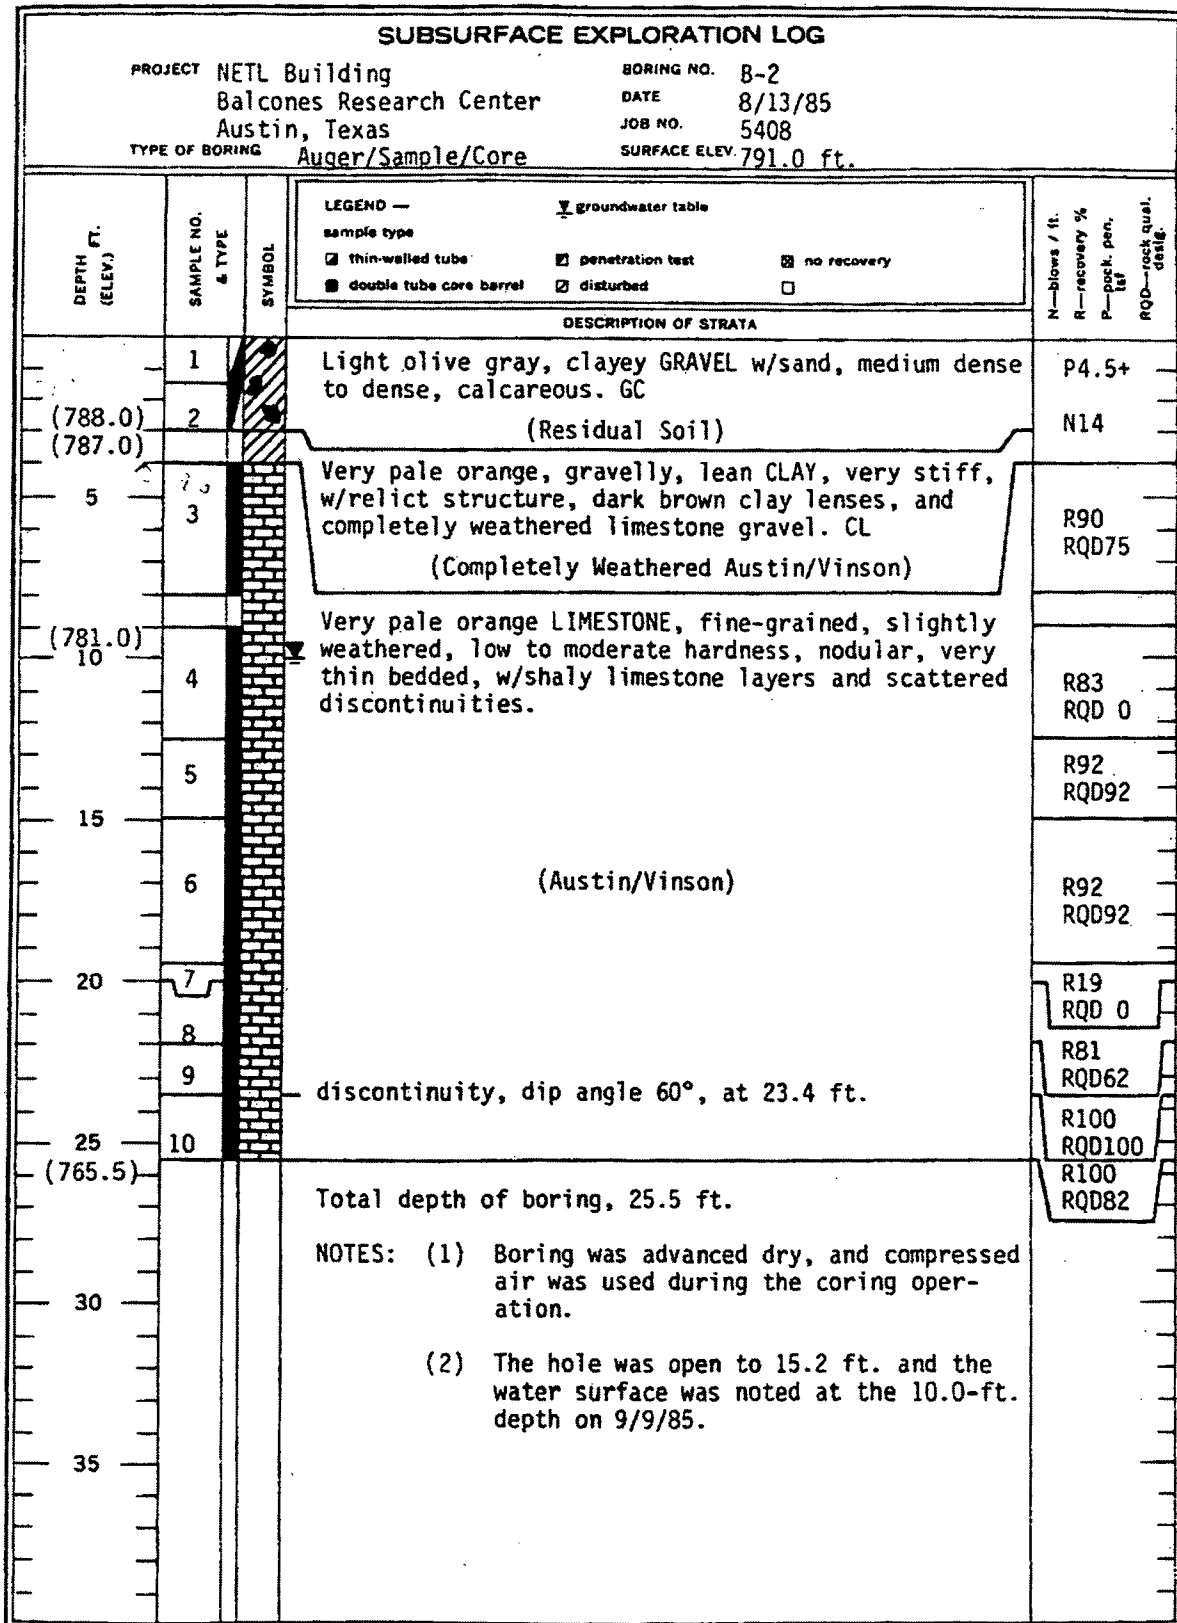 SUBSURFACE EXPLORATION LOG
PROJECT NETL Building BORING NO. B-2
Balcones Research Center DATE 8/13/85
Austin, Texas JOB NO. 5408
TYPE OF BORING Auger/Sample/Core SURFACE ELEV. 791.0 ft.
DEPTH FT. (ELEV.)
SAMPLE NO. & TYPE
SYMBOL
LEGEND — groundwater table
sample type
thin-walled tube penetration test no recovery
double tube core barrel disturbed
DESCRIPTION OF STRATA
N—blows / ft.
R—recovery %
P—pock. pen. tsf
RQD—rock qual. desig.
1 Light olive gray, clayey GRAVEL w/sand, medium dense P4.5+
to dense, calcareous. GC
(788.0) 2 (Residual Soil) N14
(787.0)
Very pale orange, gravelly, lean CLAY, very stiff,
5 w/relict structure, dark brown clay lenses, and
3 completely weathered limestone gravel. CL R90
RQD75
(Completely Weathered Austin/Vinson)
Very pale orange LIMESTONE, fine-grained, slightly
(781.0)
10 weathered, low to moderate hardness, nodular, very
4 thin bedded, w/shaly limestone layers and scattered R83
discontinuities. RQD 0
5 R92
RQD92
15
6 (Austin/Vinson) R92
RQD92
20 7 R19
RQD 0
8
R81
9 RQD62
discontinuity, dip angle 60°, at 23.4 ft.
R100
25 10 RQD100
(765.5) R100
Total depth of boring, 25.5 ft. RQD82
NOTES: (1) Boring was advanced dry, and compressed
air was used during the coring oper-
30 ation.
(2) The hole was open to 15.2 ft. and the
water surface was noted at the 10.0-ft.
depth on 9/9/85.
35